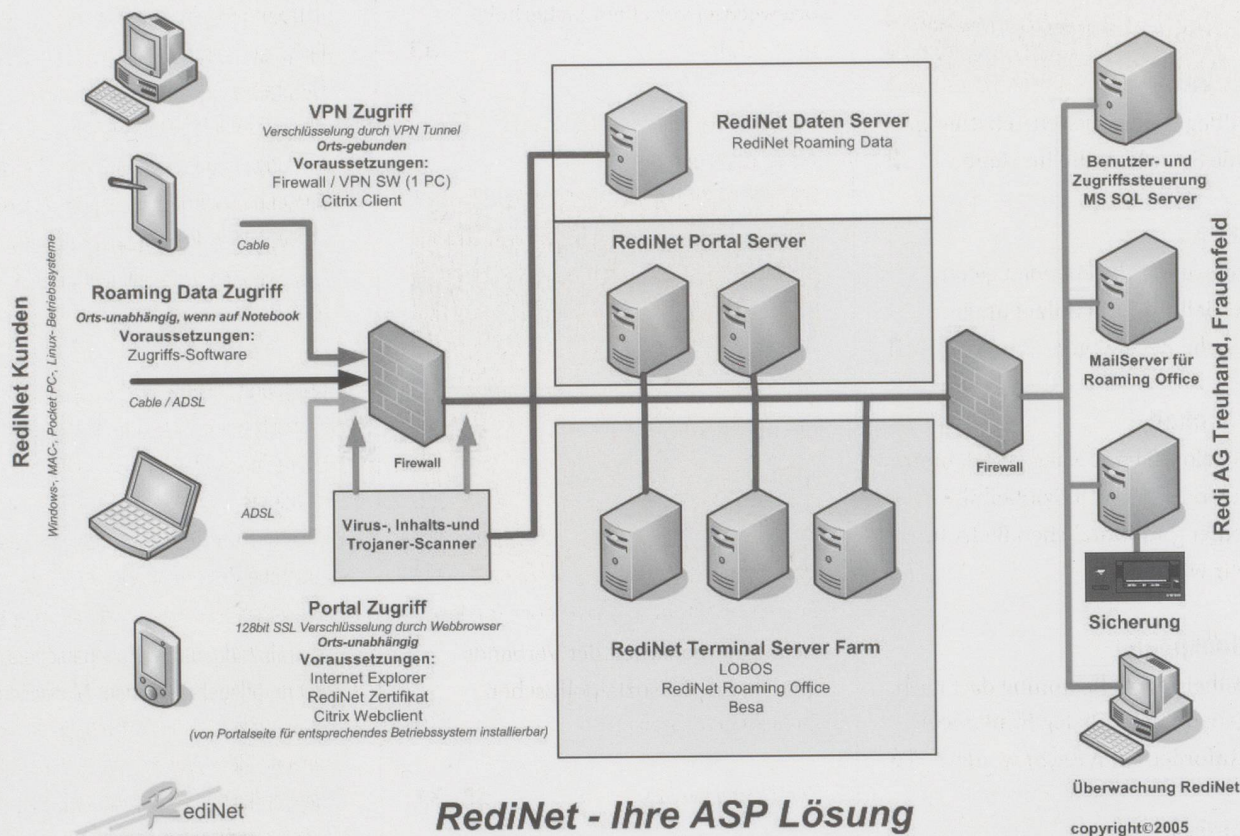 RediNet Kunden
Windows-, MAC-, Pocket PC-, Linux- Betriebssysteme
VPN Zugriff
Verschlüsselung durch VPN Tunnel
Orts-gebunden
Voraussetzungen:
Firewall / VPN SW (1 PC)
Citrix Client
Cable
Roaming Data Zugriff
Orts-unabhängig, wenn auf Notebook
Voraussetzungen:
Zugriffs-Software
Cable / ADSL
ADSL
Firewall
Virus-, Inhalts-und
Trojaner-Scanner
Portal Zugriff
128bit SSL Verschlüsselung durch Webbrowser
Orts-unabhängig
Voraussetzungen:
Internet Explorer
RediNet Zertifikat
Citrix Webclient
(von Portalseite für entsprechendes Betriebssystem installierbar)
RediNet Daten Server
RediNet Roaming Data
RediNet Portal Server
RediNet Terminal Server Farm
LOBOS
RediNet Roaming Office
Besa
Firewall
Benutzer- und
Zugriffssteuerung
MS SQL Server
MailServer für
Roaming Office
Sicherung
Überwachung RediNet
Redi AG Treuhand, Frauenfeld
RediNet
RediNet - Ihre ASP Lösung
copyright©2005